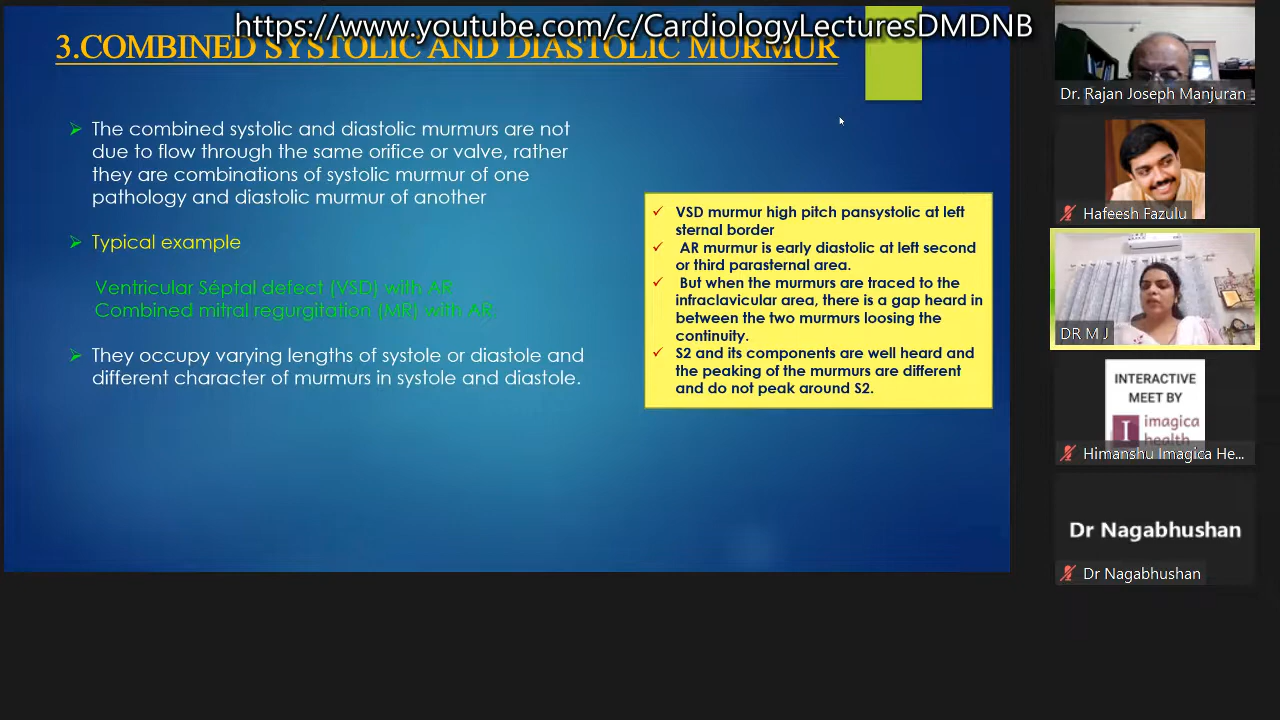 https://www.youtube.com/c/CardiologyLecturesDMDNB
3.COMBINED SYSTOLIC AND DIASTOLIC MURMUR
The combined systolic and diastolic murmurs are not
due to flow through the same orifice or valve, rather
they are combinations of systolic murmur of one
pathology and diastolic murmur of another
Typical example
Ventricular Séptal defect (VSD) with AR
Combined mitral regurgitation (MR) with AR
They occupy varying lengths of systole or diastole and
different character of murmurs in systole and diastole.
VSD murmur high pitch pansystolic at left
sternal border
AR murmur is early diastolic at left second
or third parasternal area.
But when the murmurs are traced to the
infraclavicular area, there is a gap heard in
between the two murmurs loosing the
continuity.
S2 and its components are well heard and
the peaking of the murmurs are different
and do not peak around S2.
Dr. Rajan Joseph Manjuran
Hafeesh Fazulu
DR M J
INTERACTIVE
MEET BY
imagica
health
Himanshu Imagica He...
Dr Nagabhushan
Dr Nagabhushan